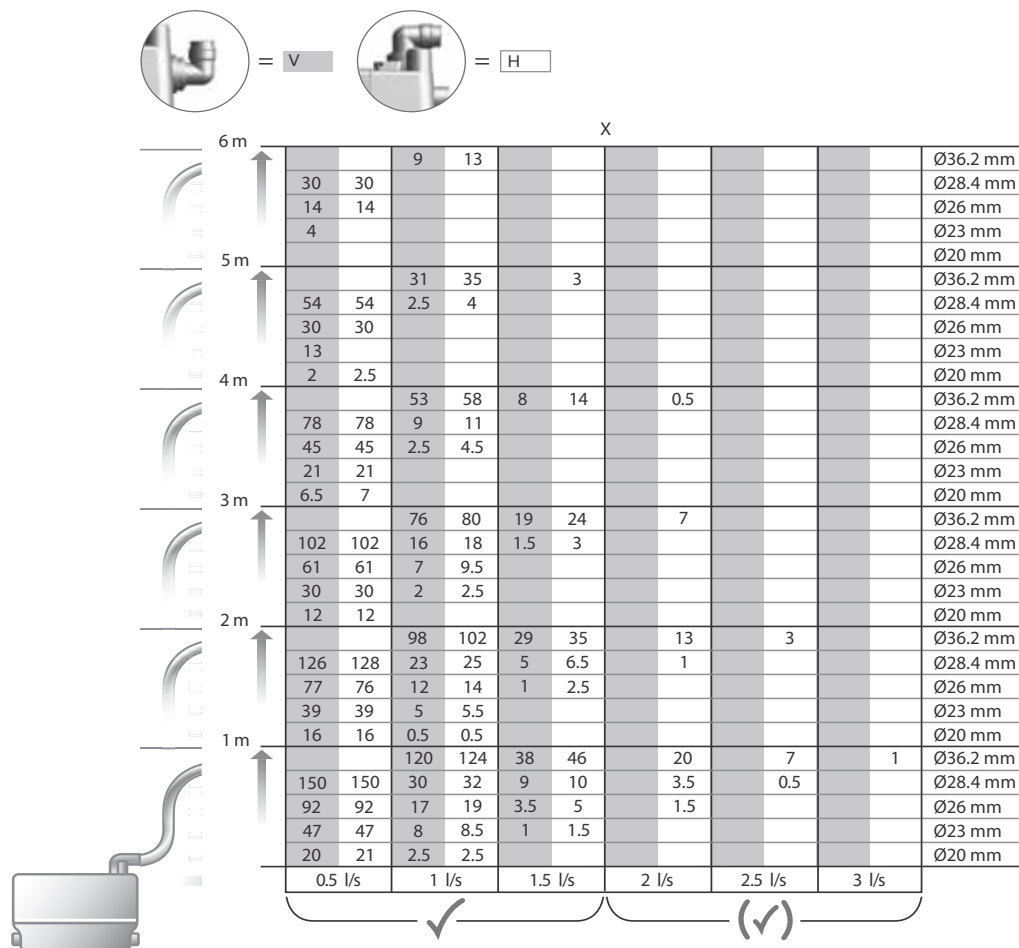 = V = H
X
6 m
9 13 Ø36.2 mm
30 30 Ø28.4 mm
14 14 Ø26 mm
4 Ø23 mm
Ø20 mm
5 m
31 35 3 Ø36.2 mm
54 54 2.5 4 Ø28.4 mm
30 30 Ø26 mm
13 Ø23 mm
2 2.5 Ø20 mm
4 m
53 58 8 14 0.5 Ø36.2 mm
78 78 9 11 Ø28.4 mm
45 45 2.5 4.5 Ø26 mm
21 21 Ø23 mm
6.5 7 Ø20 mm
3 m
76 80 19 24 7 Ø36.2 mm
102 102 16 18 1.5 3 Ø28.4 mm
61 61 7 9.5 Ø26 mm
30 30 2 2.5 Ø23 mm
12 12 Ø20 mm
2 m
98 102 29 35 13 3 Ø36.2 mm
126 128 23 25 5 6.5 1 Ø28.4 mm
77 76 12 14 1 2.5 Ø26 mm
39 39 5 5.5 Ø23 mm
16 16 0.5 0.5 Ø20 mm
1 m
120 124 38 46 20 7 1 Ø36.2 mm
150 150 30 32 9 10 3.5 0.5 Ø28.4 mm
92 92 17 19 3.5 5 1.5 Ø26 mm
47 47 8 8.5 1 1.5 Ø23 mm
20 21 2.5 2.5 Ø20 mm
0.5 l/s 1 l/s 1.5 l/s 2 l/s 2.5 l/s 3 l/s
✓ (✓)